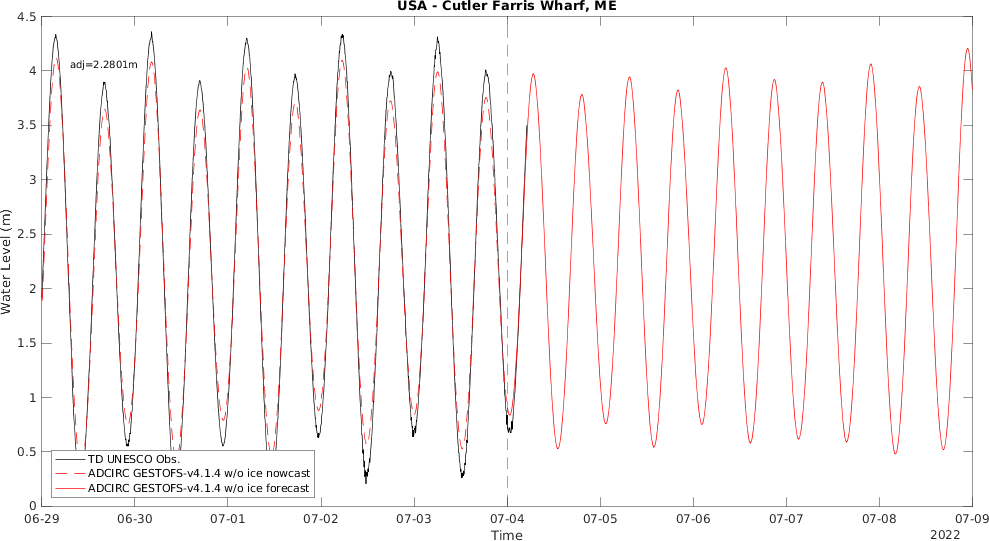 USA - Cutler Farris Wharf, ME
4.5
4
3.5
3
2.5
2
1.5
1
0.5
0
Water Level (m)
adj=2.2801m
TD UNESCO Obs.
ADCIRC GESTOFS-v4.1.4 w/o ice nowcast
ADCIRC GESTOFS-v4.1.4 w/o ice forecast
06-29 06-30 07-01 07-02 07-03 07-04 07-05 07-06 07-07 07-08 07-09
Time
2022